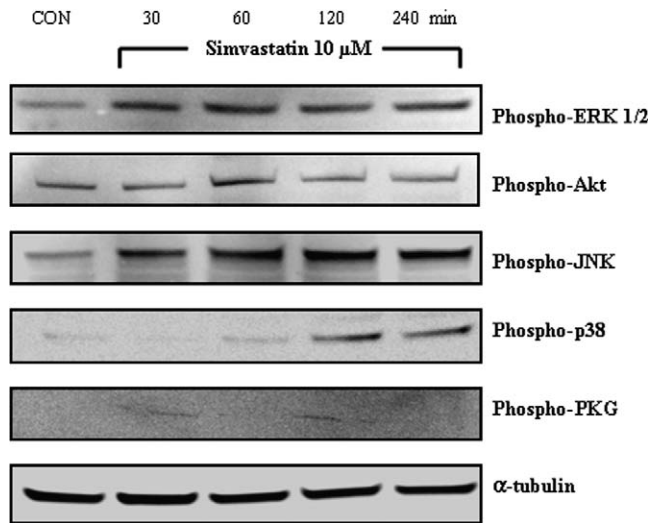 CON 30 60 120 240 min
Simvastatin 10 µM
Phospho-ERK 1/2
Phospho-Akt
Phospho-JNK
Phospho-p38
Phospho-PKG
α-tubulin